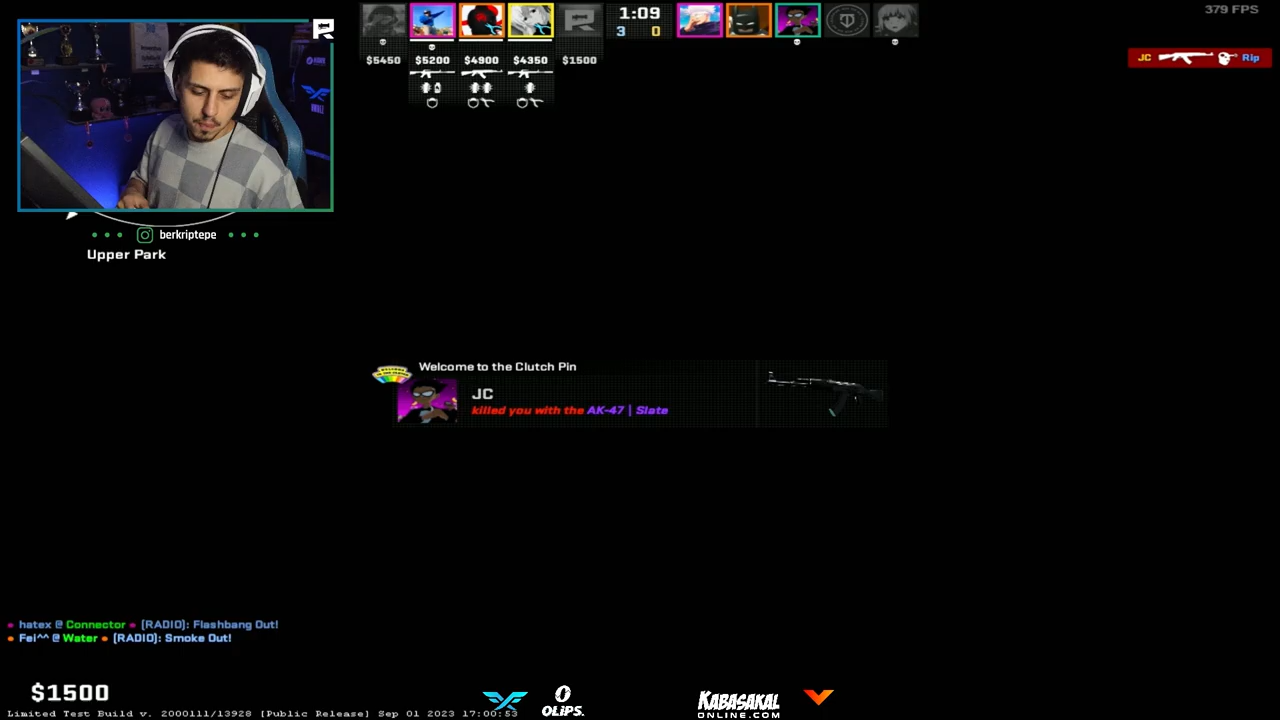 379 FPS
1:09
3 0
$5450 $5200 $4900 $4350 $1500
JC Rip
berkriptepe
Upper Park
Welcome to the Clutch Pin
JC
killed you with the AK-47 | Slate
hatex @ Connector • (RADIO): Flashbang Out!
Fei^^ @ Water • (RADIO): Smoke Out!
$1500
OLIPS.
KABASAKAL
ONLINE.COM
Limited Test Build v. 2000111/13928 [Public Release] Sep 01 2023 17:00:53